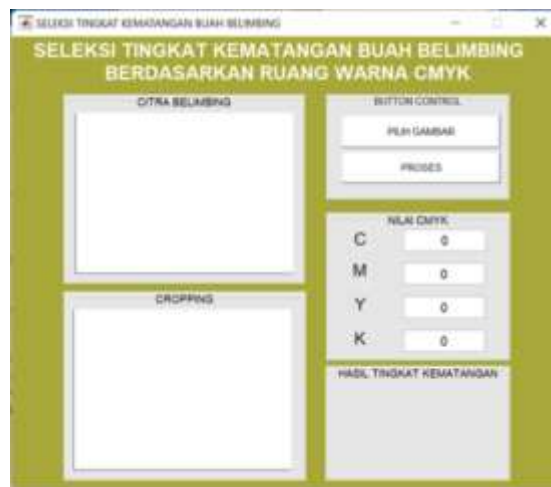 SELEKSI TINGKAT KEMATANGAN BUAH BELIMBING
SELEKSI TINGKAT KEMATANGAN BUAH BELIMBING
BERDASARKAN RUANG WARNA CMYK
CITRA BELIMBING
BUTTON CONTROL
PILIH GAMBAR
PROSES
NILAI CMYK
C 0
M 0
Y 0
K 0
CROPPING
HASIL TINGKAT KEMATANGAN